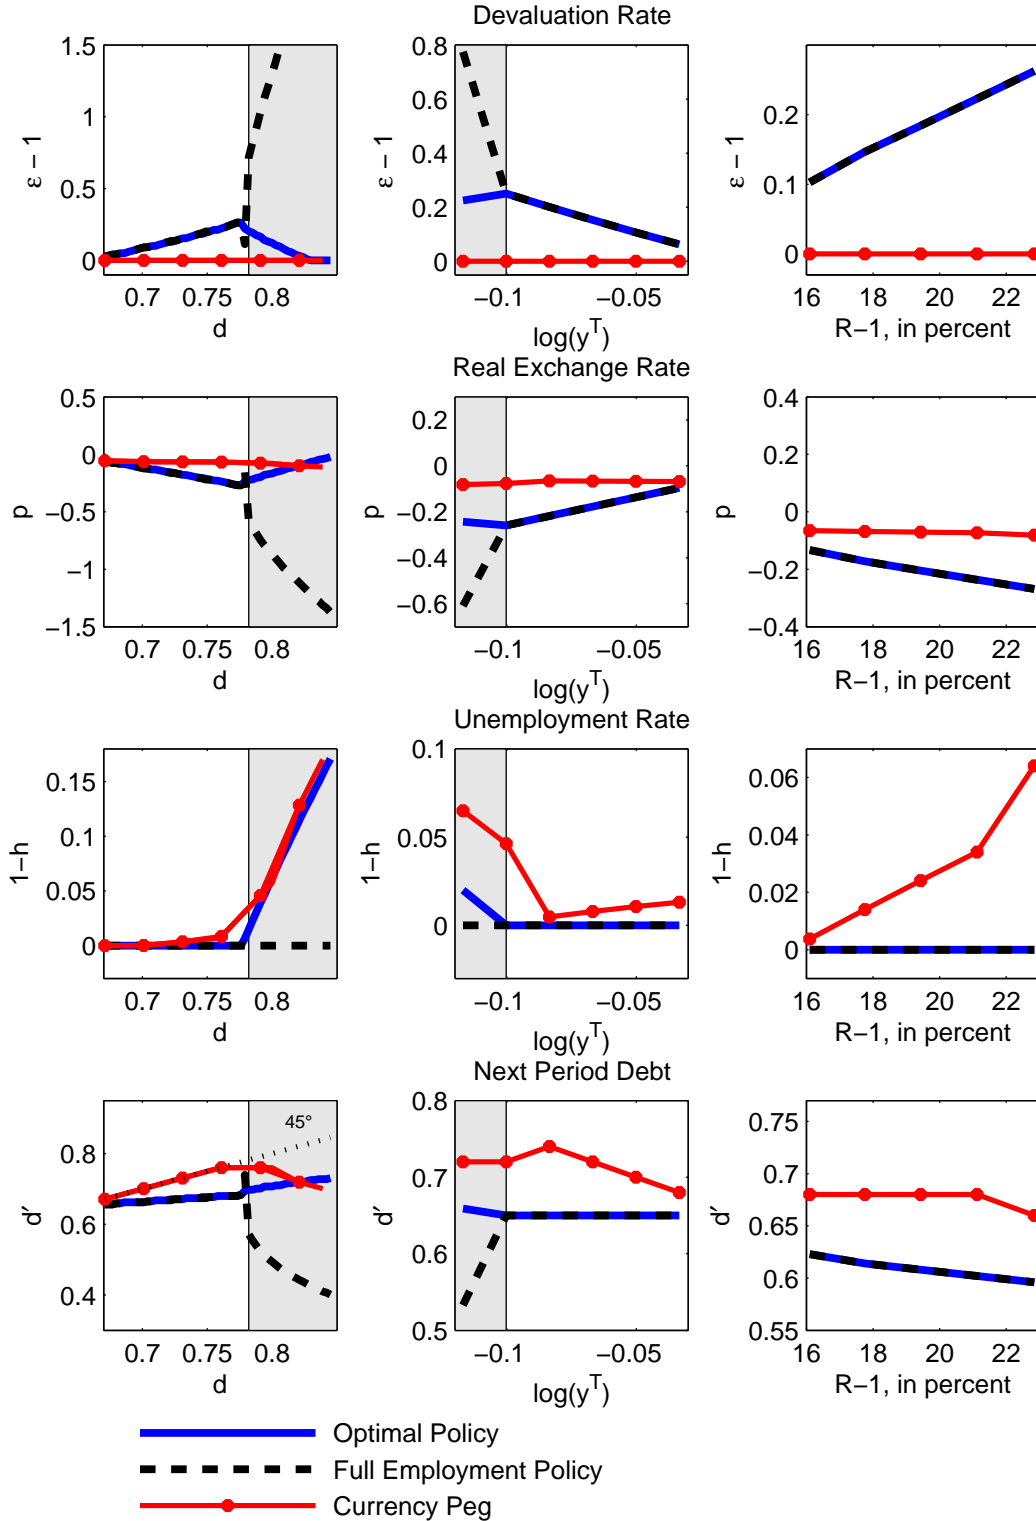 Devaluation Rate
1.5
1
0.5
0
ε − 1
0.7 0.75 0.8
d
0.8
0.6
0.4
0.2
0
ε − 1
−0.1 −0.05
log(y^T)
0.2
0.1
0
ε − 1
16 18 20 22
R−1, in percent
Real Exchange Rate
0.5
0
−0.5
−1
−1.5
p
0.7 0.75 0.8
d
0.2
0
−0.2
−0.4
−0.6
p
−0.1 −0.05
log(y^T)
0.4
0.2
0
−0.2
−0.4
p
16 18 20 22
R−1, in percent
Unemployment Rate
0.15
0.1
0.05
0
1−h
0.7 0.75 0.8
d
0.1
0.05
0
1−h
−0.1 −0.05
log(y^T)
0.06
0.04
0.02
0
1−h
16 18 20 22
R−1, in percent
Next Period Debt
0.8
0.6
0.4
d′
45°
0.7 0.75 0.8
d
0.8
0.7
0.6
0.5
d′
−0.1 −0.05
log(y^T)
0.75
0.7
0.65
0.6
0.55
d′
16 18 20 22
R−1, in percent
Optimal Policy
Full Employment Policy
Currency Peg